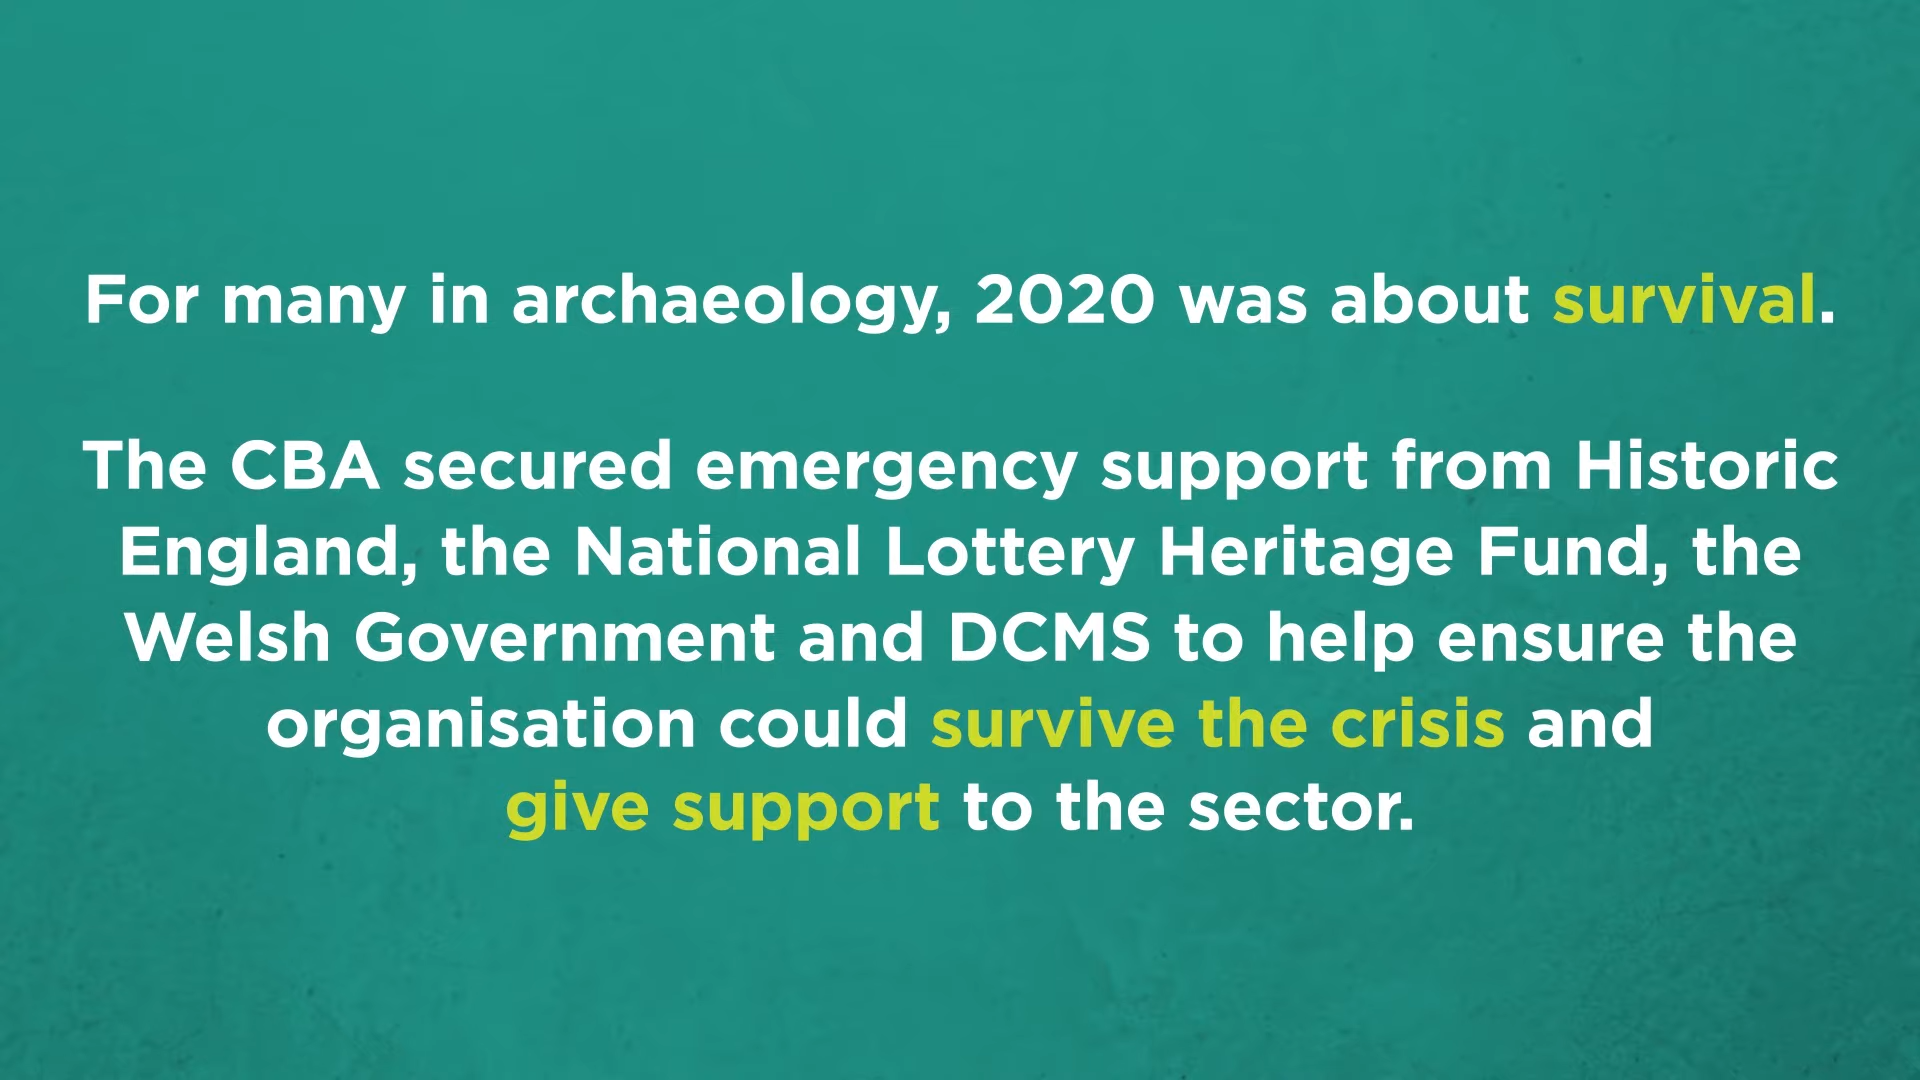 For many in archaeology, 2020 was about survival.
The CBA secured emergency support from Historic
England, the National Lottery Heritage Fund, the
Welsh Government and DCMS to help ensure the
organisation could survive the crisis and
give support to the sector.